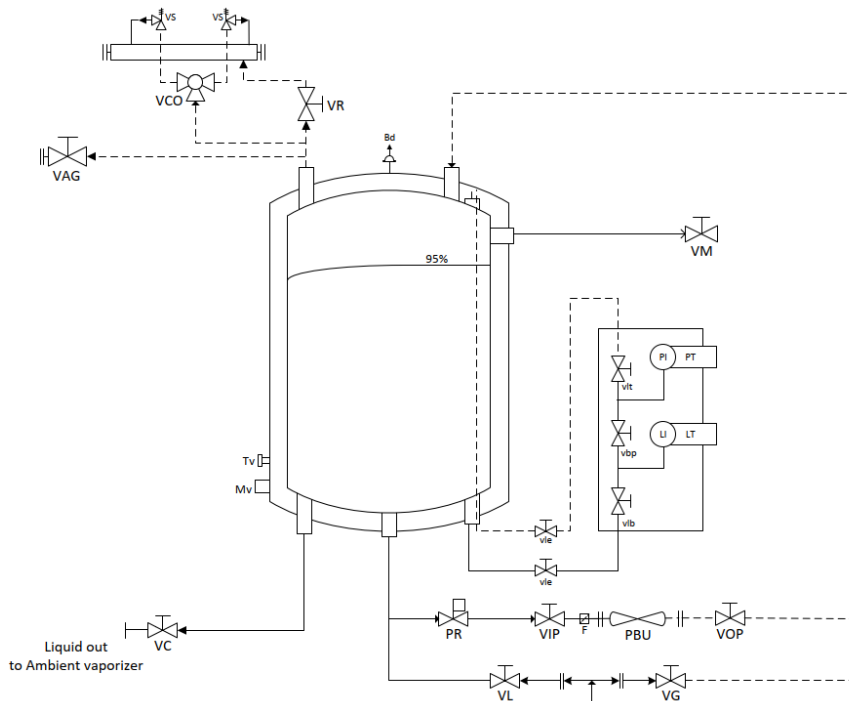 VS
VS
VCO
VR
Bd
VAG
VM
95%
PI
PT
vlt
LI
LT
vbp
Tv
Mv
vlb
vle
vle
VC
PR
VIP
F
PBU
VOP
Liquid out
to Ambient vaporizer
VL
VG